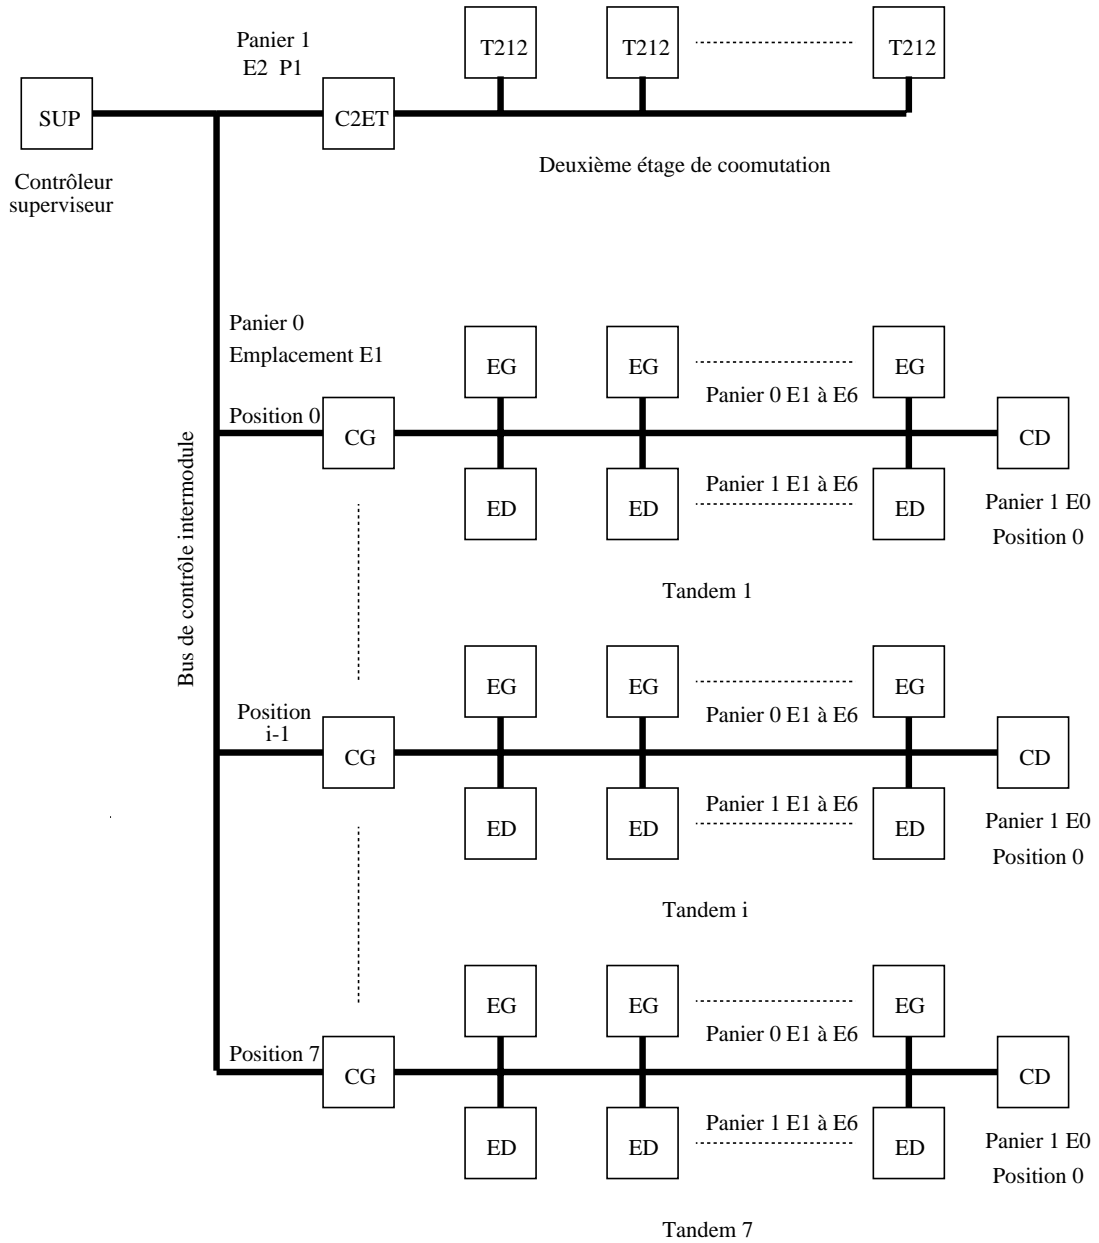 Panier 1
E2 P1
T212
T212
T212
SUP
C2ET
Contrôleur
superviseur
Deuxième étage de coomutation
Bus de contrôle intermodule
Panier 0
Emplacement E1
Position 0
CG
EG
EG
EG
Panier 0 E1 à E6
CD
ED
ED
ED
Panier 1 E1 à E6
Panier 1 E0
Position 0
Tandem 1
Position
i-1
CG
EG
EG
EG
Panier 0 E1 à E6
CD
ED
ED
ED
Panier 1 E1 à E6
Panier 1 E0
Position 0
Tandem i
Position 7
CG
EG
EG
EG
Panier 0 E1 à E6
CD
ED
ED
ED
Panier 1 E1 à E6
Panier 1 E0
Position 0
Tandem 7